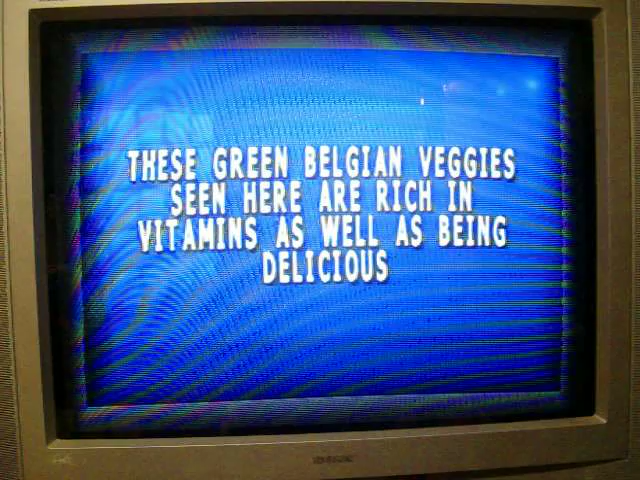 THESE GREEN BELGIAN VEGGIES
SEEN HERE ARE RICH IN
VITAMINS AS WELL AS BEING
DELICIOUS